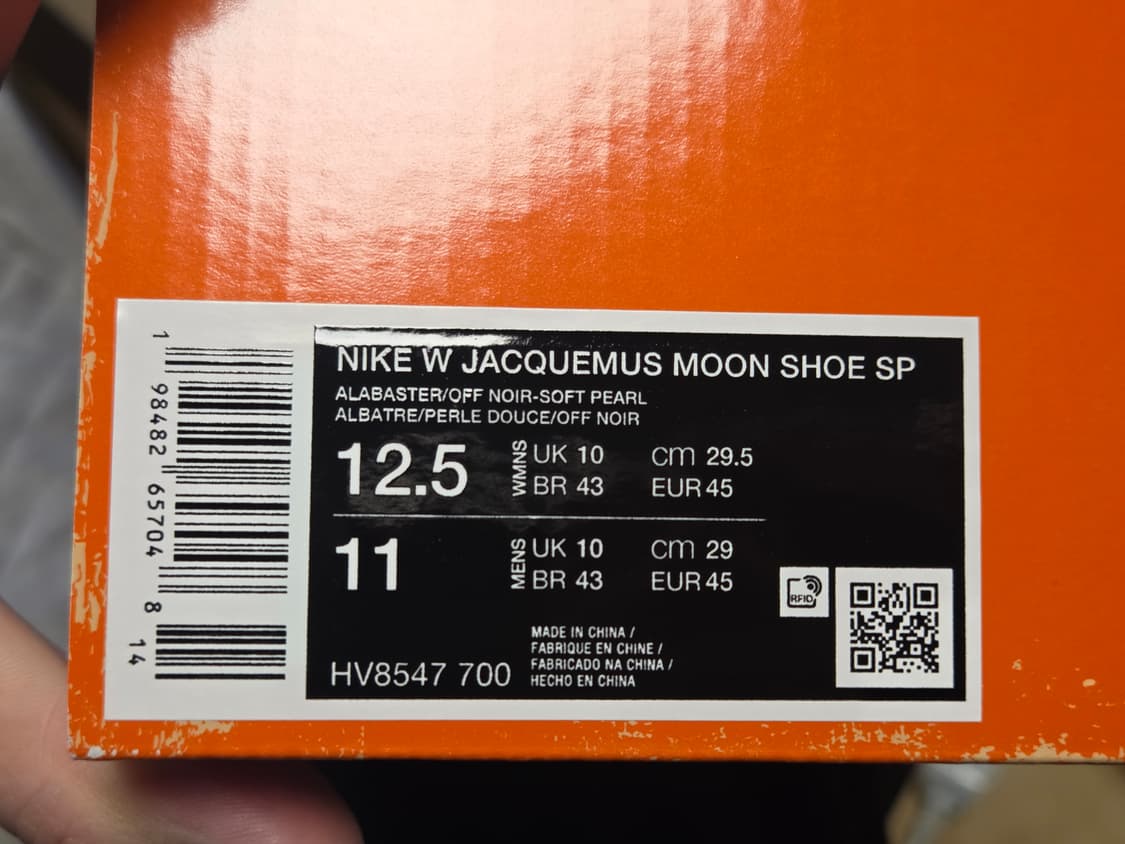 NIKE W JACQUEMUS MOON SHOE SP
ALABASTER/OFF NOIR-SOFT PEARL
ALBATRE/PERLE DOUCE/OFF NOIR
12.5 WMNS UK 10 cm 29.5
BR 43 EUR 45
11 MENS UK 10 cm 29
BR 43 EUR 45
MADE IN CHINA /
FABRIQUE EN CHINE /
FABRICADO NA CHINA /
HECHO EN CHINA
HV8547 700
RFID
1 98482 65704 8 14